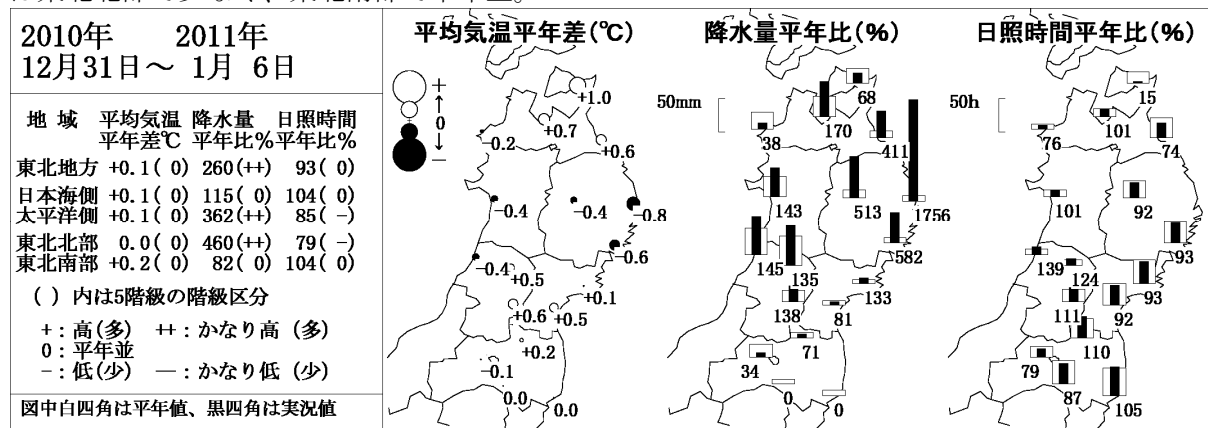 2010年 2011年
12月31日～ 1月 6日
地 域 平均気温 降水量 日照時間
平年差℃ 平年比% 平年比%
東北地方 +0.1( 0) 260(++) 93( 0)
日本海側 +0.1( 0) 115( 0) 104( 0)
太平洋側 +0.1( 0) 362(++) 85( -)
東北北部 0.0( 0) 460(++) 79( -)
東北南部 +0.2( 0) 82( 0) 104( 0)
( ) 内は5階級の階級区分
+：高(多) ++：かなり高 (多)
0：平年並
-：低(少) --：かなり低 (少)
図中白四角は平年値、黒四角は実況値
平均気温平年差(℃)
+
↑
0
↓
-
+1.0
+0.7
-0.2
+0.6
-0.4
-0.4
-0.8
-0.6
-0.4
+0.5
+0.1
+0.6
+0.5
+0.2
-0.1
0.0
0.0
降水量平年比(%)
50mm
68
170
38
411
143
513
1756
582
145
135
133
138
81
71
34
0
0
日照時間平年比(%)
50h
15
101
76
74
101
92
93
139
124
93
111
92
110
79
87
105